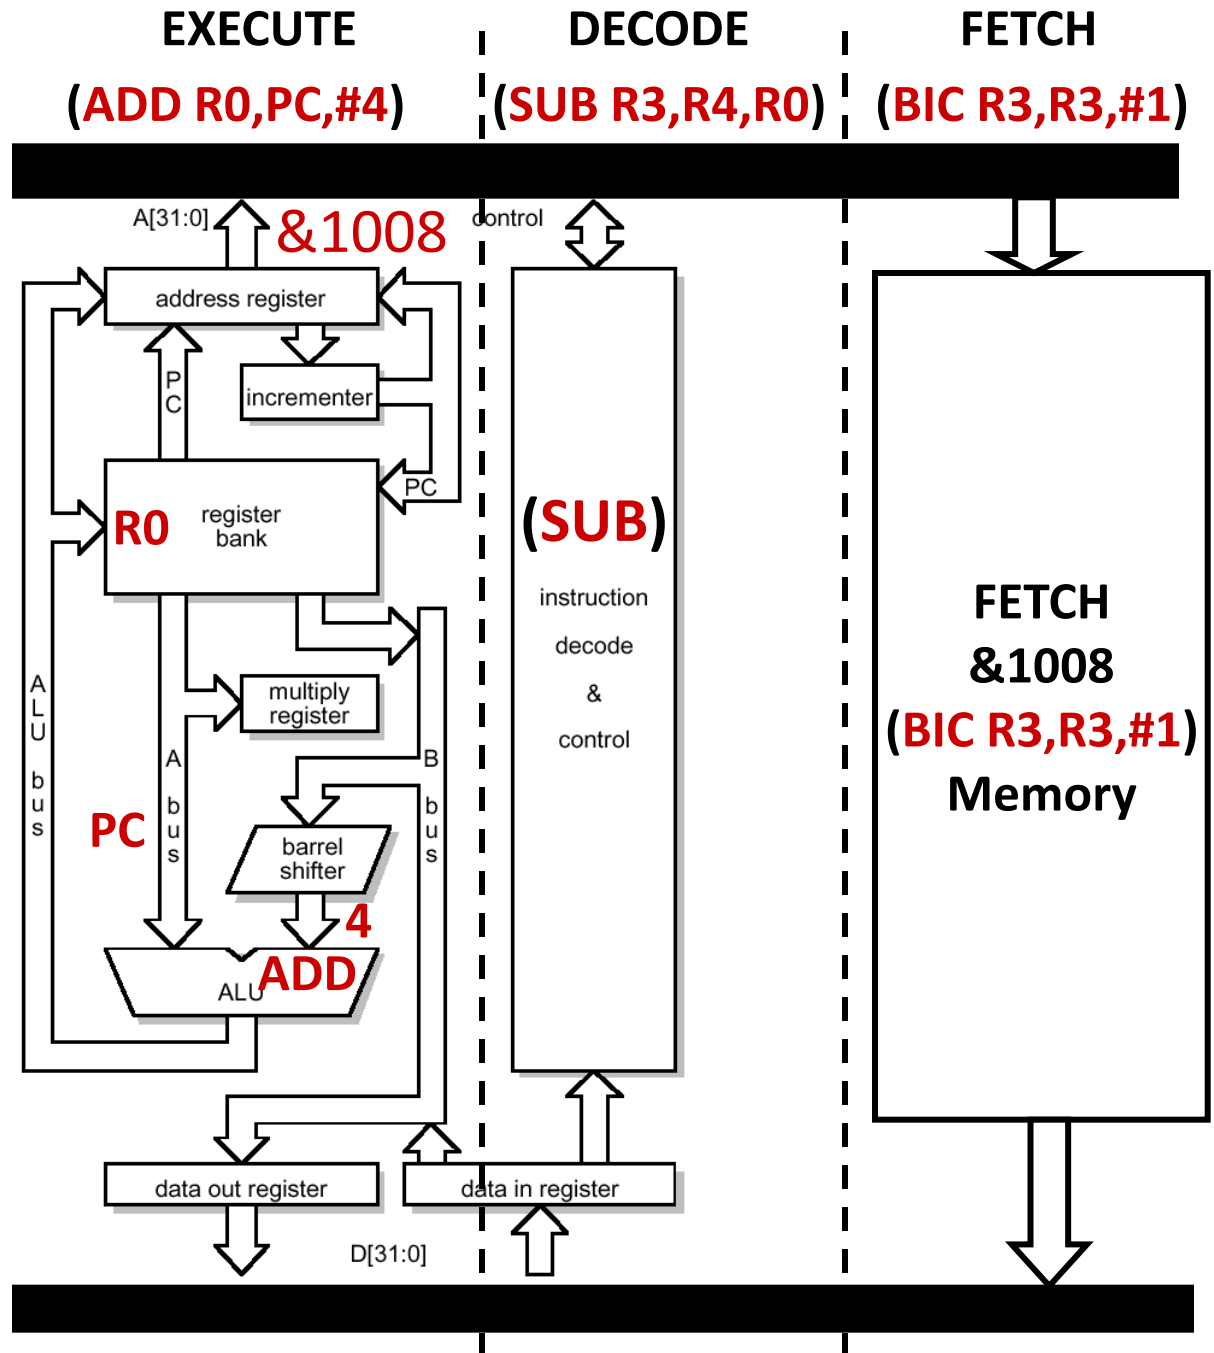 EXECUTE
(ADD R0,PC,#4)
DECODE
(SUB R3,R4,R0)
FETCH
(BIC R3,R3,#1)
A[31:0]
&1008
control
address register
P
C
incrementer
PC
R0
register
bank
(SUB)
instruction
decode
&
control
FETCH
&1008
(BIC R3,R3,#1)
Memory
multiply
register
A
L
U
b
u
s
A
b
u
s
B
b
u
s
PC
barrel
shifter
4
ADD
ALU
data out register
data in register
D[31:0]